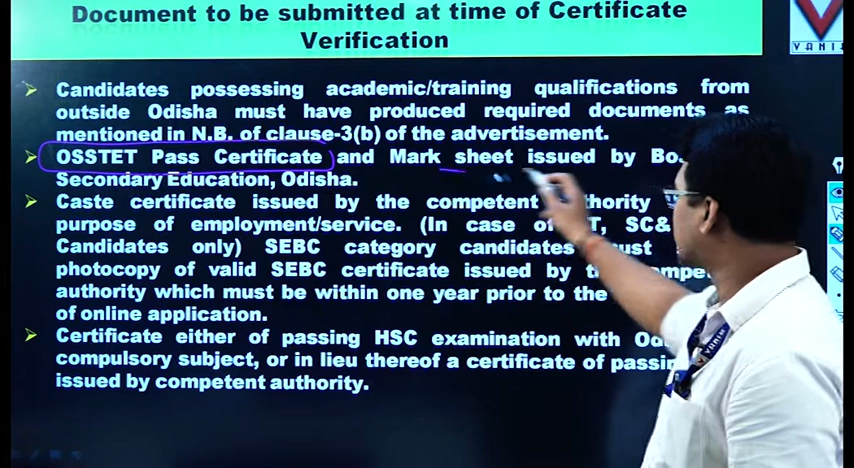 Document to be submitted at time of Certificate
Verification
VANIK
Candidates possessing academic/training qualifications from
outside Odisha must have produced required documents as
mentioned in N.B. of clause-3(b) of the advertisement.
OSSTET Pass Certificate and Mark sheet issued by
Secondary Education, Odisha.
Caste certificate issued by the competent
purpose of employment/service. (In case of SC&
Candidates only) SEBC category candidates
photocopy of valid SEBC certificate issued by
authority which must be within one year prior to the
of online application.
Certificate either of passing HSC examination with
compulsory subject, or in lieu thereof a certificate of
issued by competent authority.
VANIK